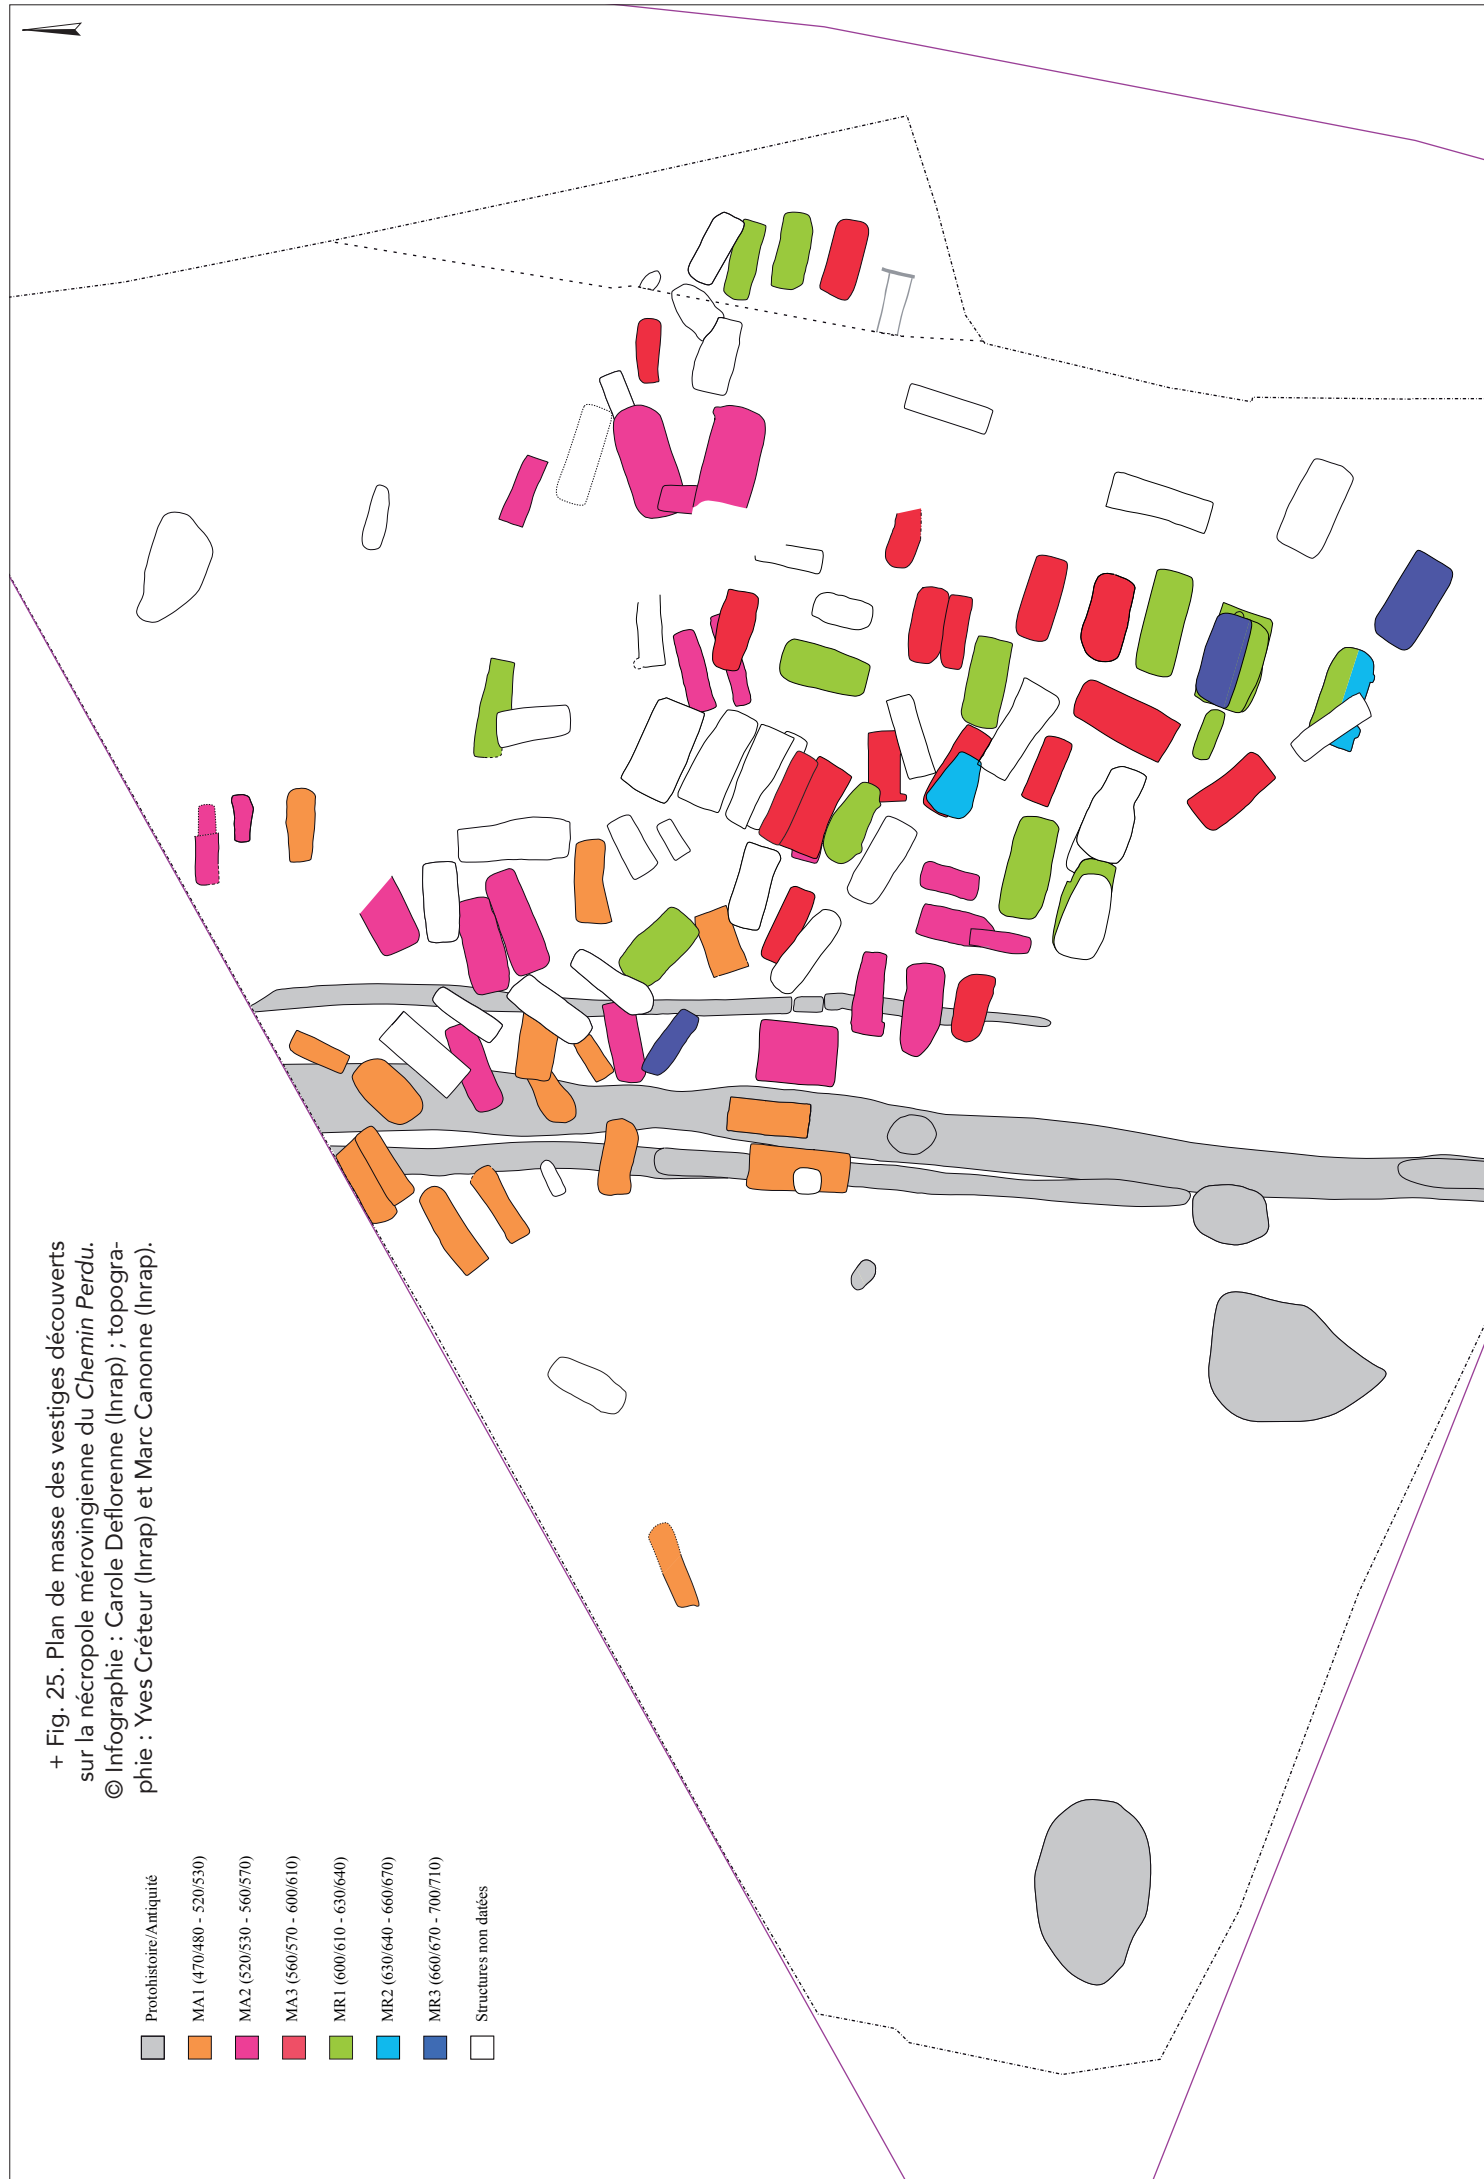 + Fig. 25. Plan de masse des vestiges découverts
sur la nécropole mérovingienne du Chemin Perdu.
© Infographie : Carole Deflorenne (Inrap) ; topogra-
phie : Yves Créteur (Inrap) et Marc Canonne (Inrap).
Protohistoire/Antiquité
MA1 (470/480 - 520/530)
MA2 (520/530 - 560/570)
MA3 (560/570 - 600/610)
MR1 (600/610 - 630/640)
MR2 (630/640 - 660/670)
MR3 (660/670 - 700/710)
Structures non datées